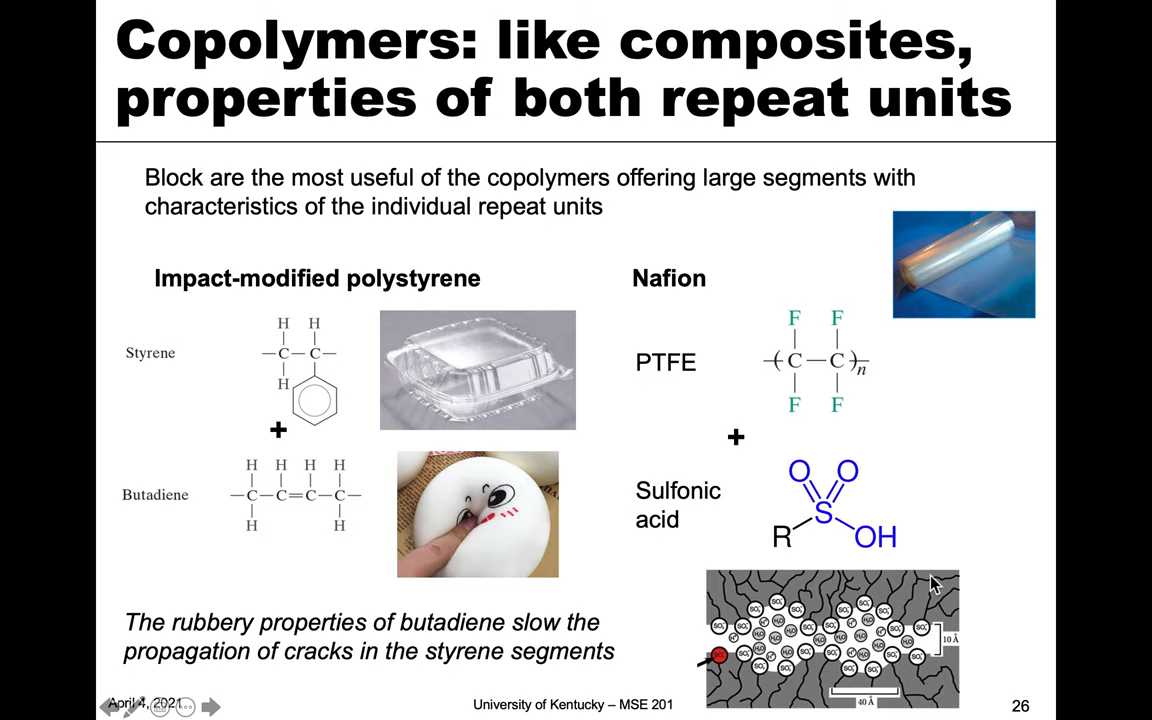 Copolymers: like composites,
properties of both repeat units
Block are the most useful of the copolymers offering large segments with
characteristics of the individual repeat units
Impact-modified polystyrene
Styrene
H H
C C
H
+
Butadiene
H H H H
C C C C
H H
The rubbery properties of butadiene slow the
propagation of cracks in the styrene segments
Nafion
PTFE
F F
C C n
F F
+
Sulfonic
acid
O O
S
R OH
10 Å
40 Å
April 4, 2021
University of Kentucky – MSE 201
26